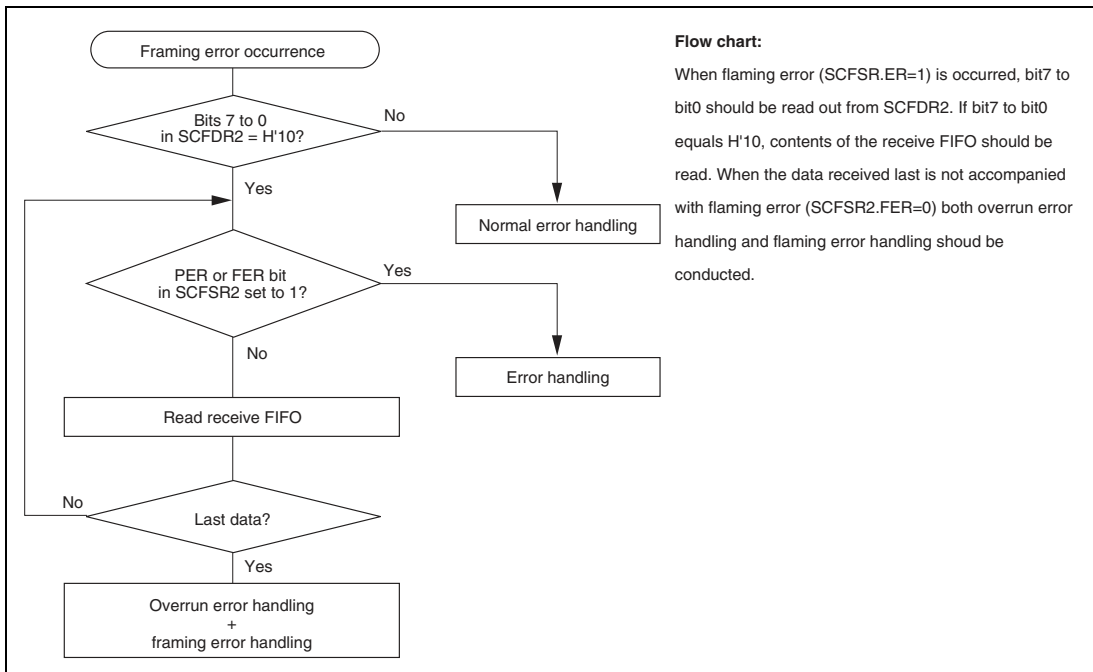 Framing error occurrence
Bits 7 to 0
in SCFDR2 = H'10?
No
Yes
Normal error handling
PER or FER bit
in SCFSR2 set to 1?
Yes
No
Error handling
Read receive FIFO
No
Last data?
Yes
Overrun error handling
+
framing error handling
Flow chart:
When flaming error (SCFSR.ER=1) is occurred, bit7 to
bit0 should be read out from SCFDR2. If bit7 to bit0
equals H'10, contents of the receive FIFO should be
read. When the data received last is not accompanied
with flaming error (SCFSR2.FER=0) both overrun error
handling and flaming error handling shoud be
conducted.